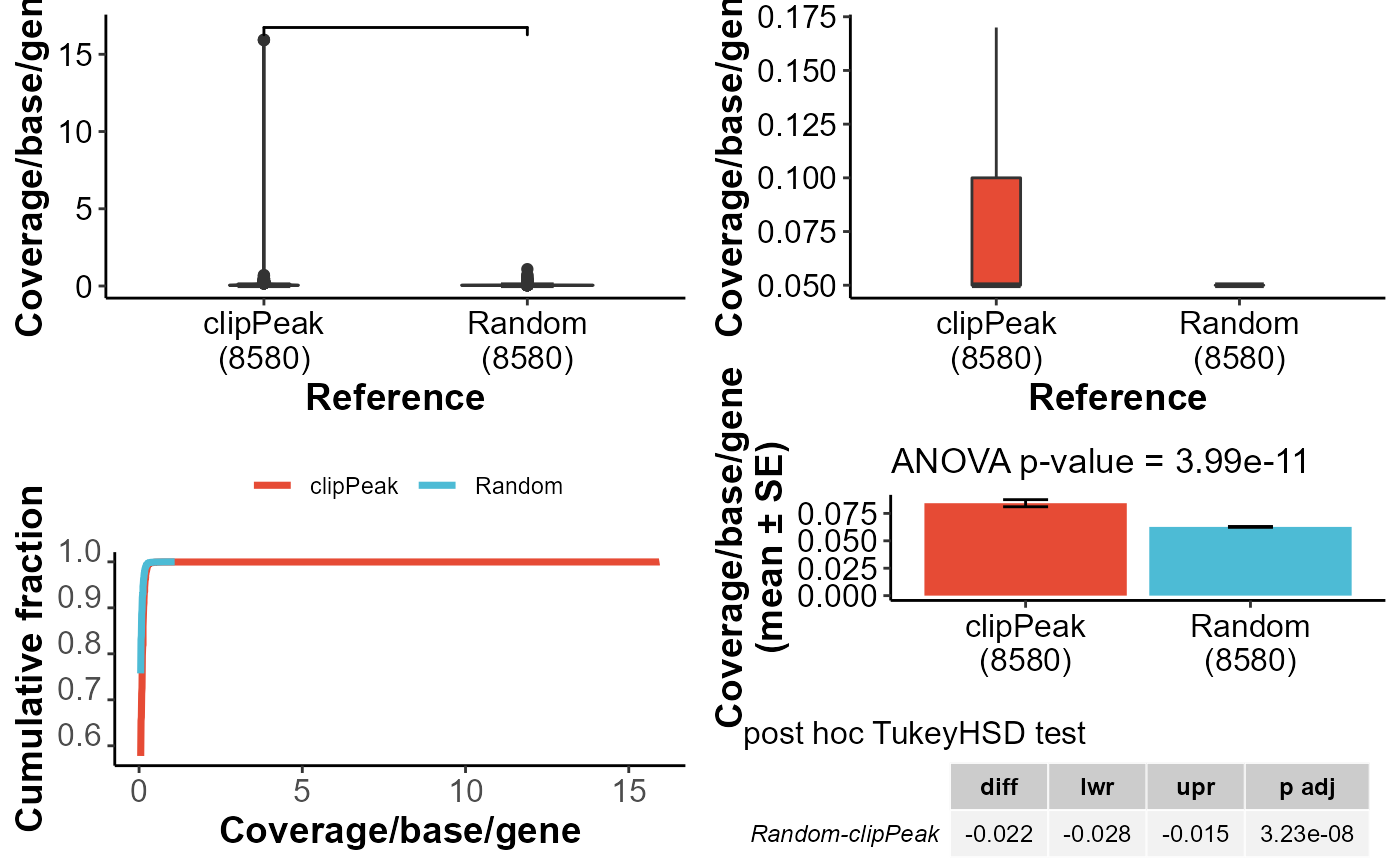 Coverage/base/gen
15
10
5
0
clipPeak
(8580)
Random
(8580)
Reference
Coverage/base/gen
0.175
0.150
0.125
0.100
0.075
0.050
clipPeak
(8580)
Random
(8580)
Reference
clipPeak
Random
Cumulative fraction
1.0
0.9
0.8
0.7
0.6
0
5
10
15
Coverage/base/gene
ANOVA p-value = 3.99e-11
Coverage/base/gene
(mean ± SE)
0.075
0.050
0.025
0.000
clipPeak
(8580)
Random
(8580)
post hoc TukeyHSD test
diff lwr upr p adj
Random-clipPeak -0.022 -0.028 -0.015 3.23e-08